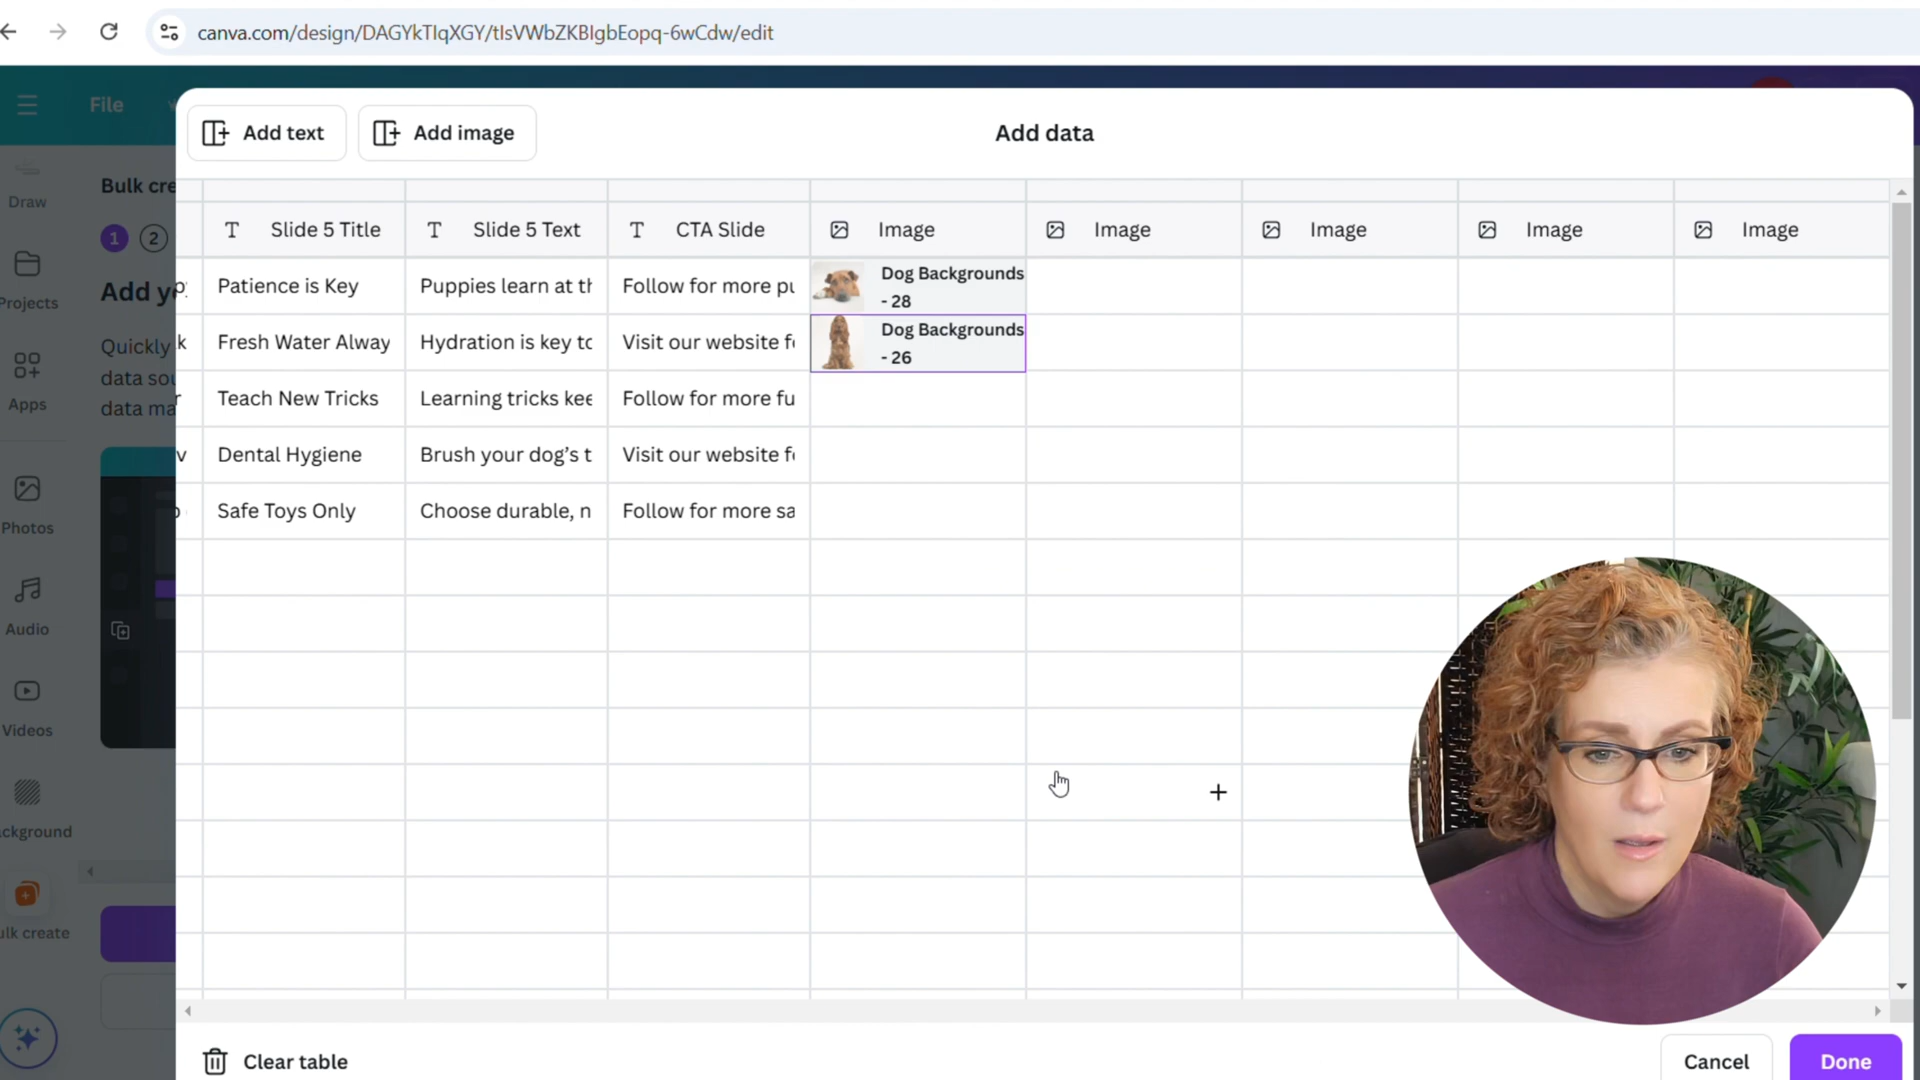 canva.com/design/DAGYkTIqXGY/tIsVWbZKBIgbEopq-6wCdw/edit
File
Add text
Add image
Add data
Draw
Projects
Apps
Photos
Audio
Videos
ckground
ulk create
Bulk cre
1
2
Add y
Quickly
data sou
data ma
Slide 5 Title
Slide 5 Text
CTA Slide
Image
Image
Image
Image
Image
Patience is Key
Puppies learn at th
Follow for more pu
Dog Backgrounds
- 28
k
Fresh Water Alway
Hydration is key to
Visit our website fo
Dog Backgrounds
- 26
Teach New Tricks
Learning tricks kee
Follow for more fu
v
Dental Hygiene
Brush your dog’s t
Visit our website fo
Safe Toys Only
Choose durable, n
Follow for more sa
Clear table
Cancel
Done